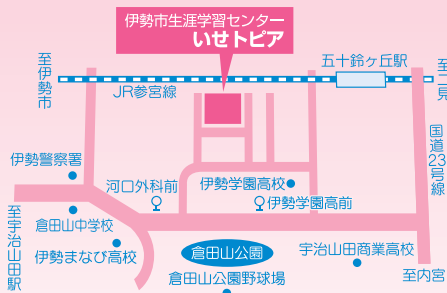 伊勢市生涯学習センター
いせトピア
至伊勢市
JR参宮線
五十鈴ヶ丘駅
至二見
国道23号線
伊勢警察署
河口外科前
伊勢学園高校
伊勢学園高前
至宇治山田駅
倉田山中学校
伊勢まなび高校
倉田山公園
倉田山公園野球場
宇治山田商業高校
至内宮